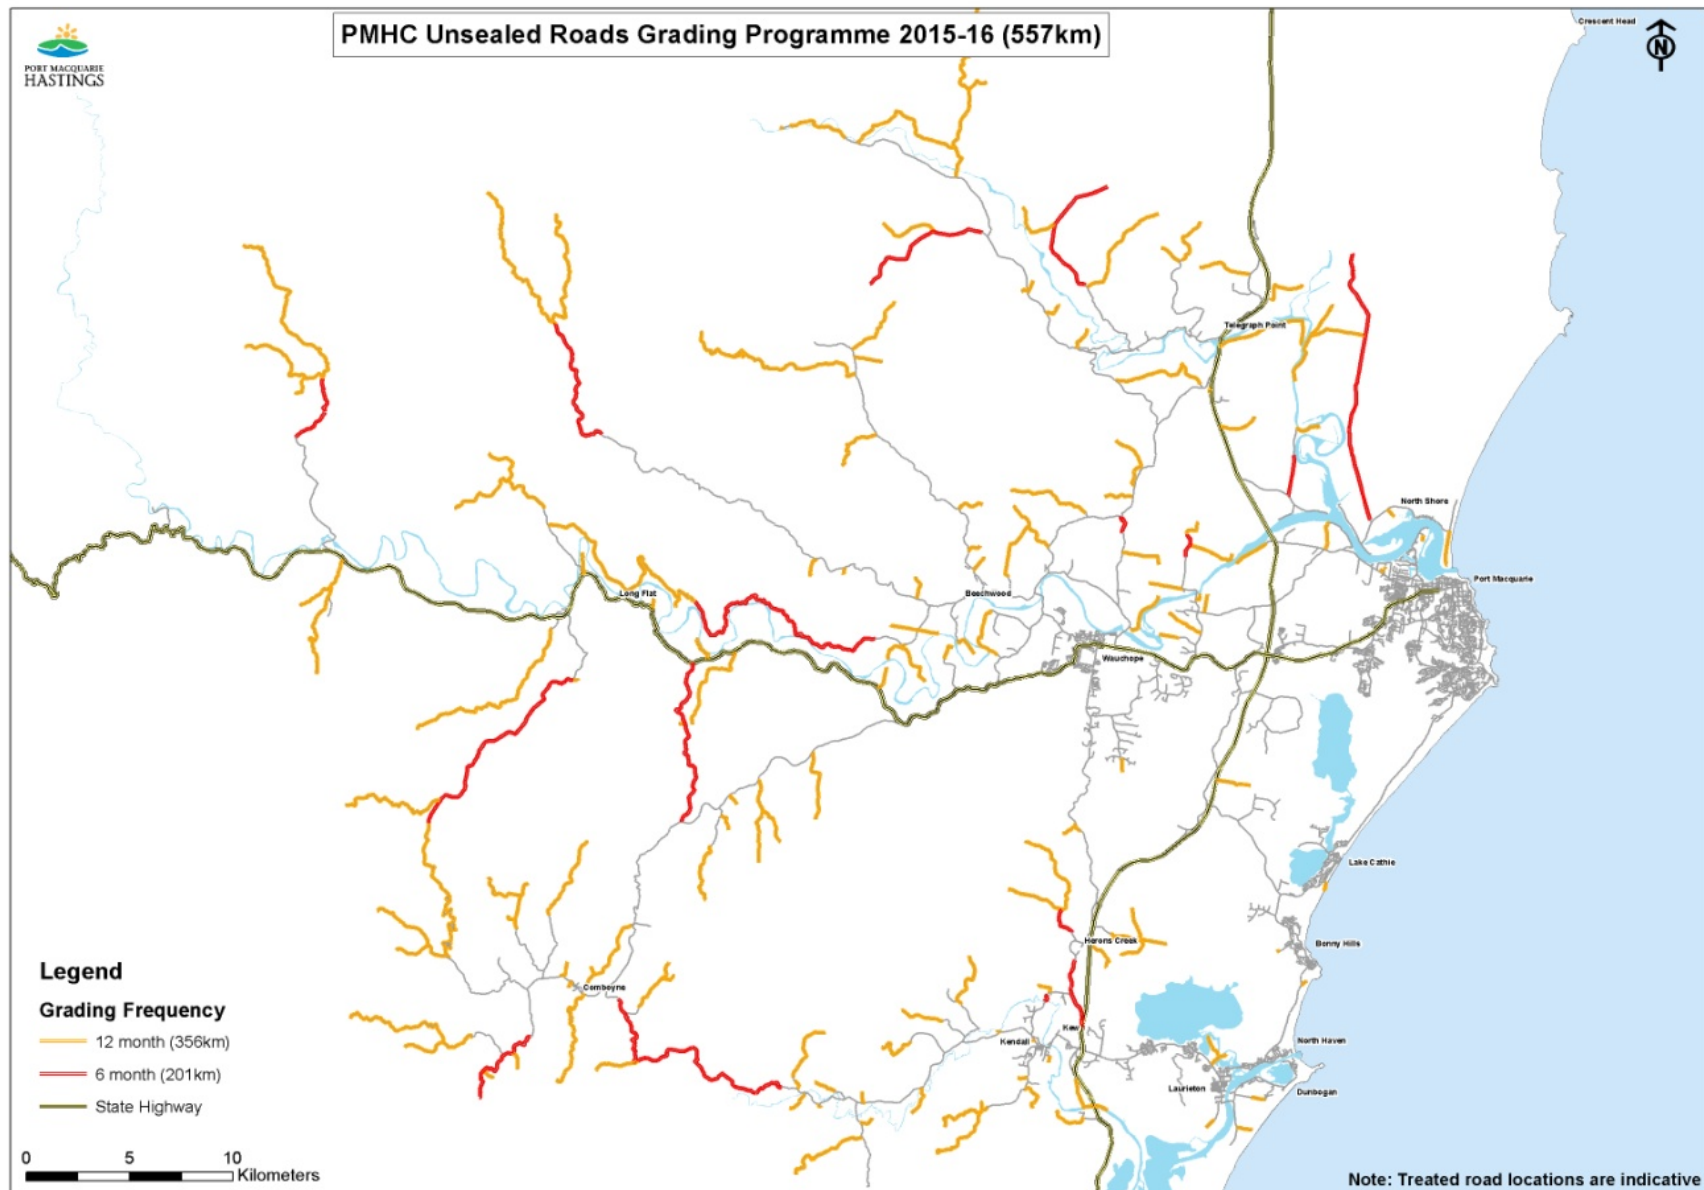 PMHC Unsealed Roads Grading Programme 2015-16 (557km)
PORT MACQUARIE
HASTINGS
Crescent Head
N
Telegraph Point
North Shore
Port Macquarie
Long Flat
Beechwood
Wauchope
Lake Cathie
Herons Creek
Bonny Hills
Comboyne
Kew
Kendall
North Haven
Laurieton
Dunbogan
Legend
Grading Frequency
12 month (356km)
6 month (201km)
State Highway
0 5 10
Kilometers
Note: Treated road locations are indicative